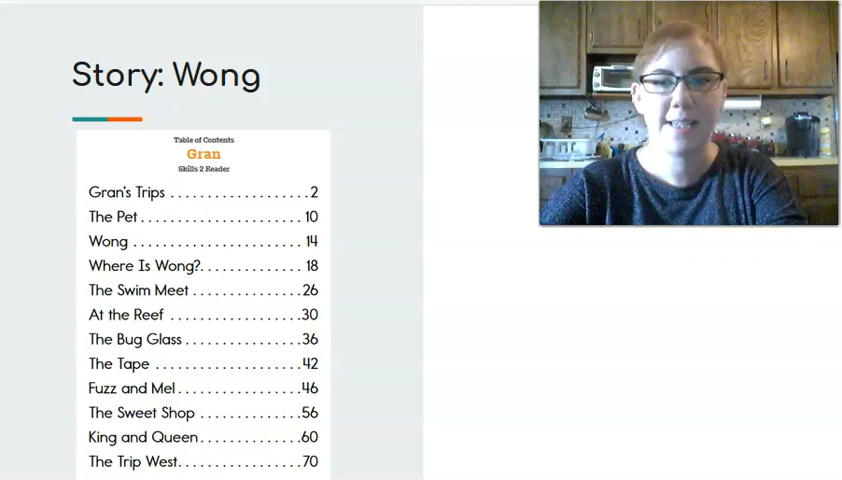 Story: Wong
Table of Contents
Gran
Skills 2 Reader
Gran's Trips . . . . . . . . . . . . . . . . . 2
The Pet . . . . . . . . . . . . . . . . . . . . 10
Wong . . . . . . . . . . . . . . . . . . . . . 14
Where Is Wong?. . . . . . . . . . . . . 18
The Swim Meet . . . . . . . . . . . . . . 26
At the Reef . . . . . . . . . . . . . . . . . 30
The Bug Glass . . . . . . . . . . . . . . . 36
The Tape . . . . . . . . . . . . . . . . . . 42
Fuzz and Mel . . . . . . . . . . . . . . . . 46
The Sweet Shop . . . . . . . . . . . . . 56
King and Queen . . . . . . . . . . . . . 60
The Trip West. . . . . . . . . . . . . . . . 70